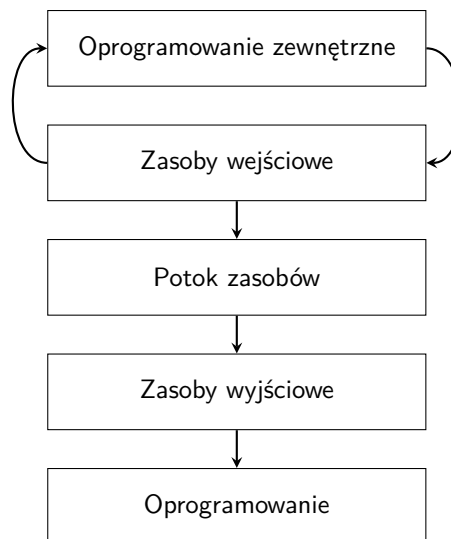 Oprogramowanie zewnętrzne
Zasoby wejściowe
Potok zasobów
Zasoby wyjściowe
Oprogramowanie